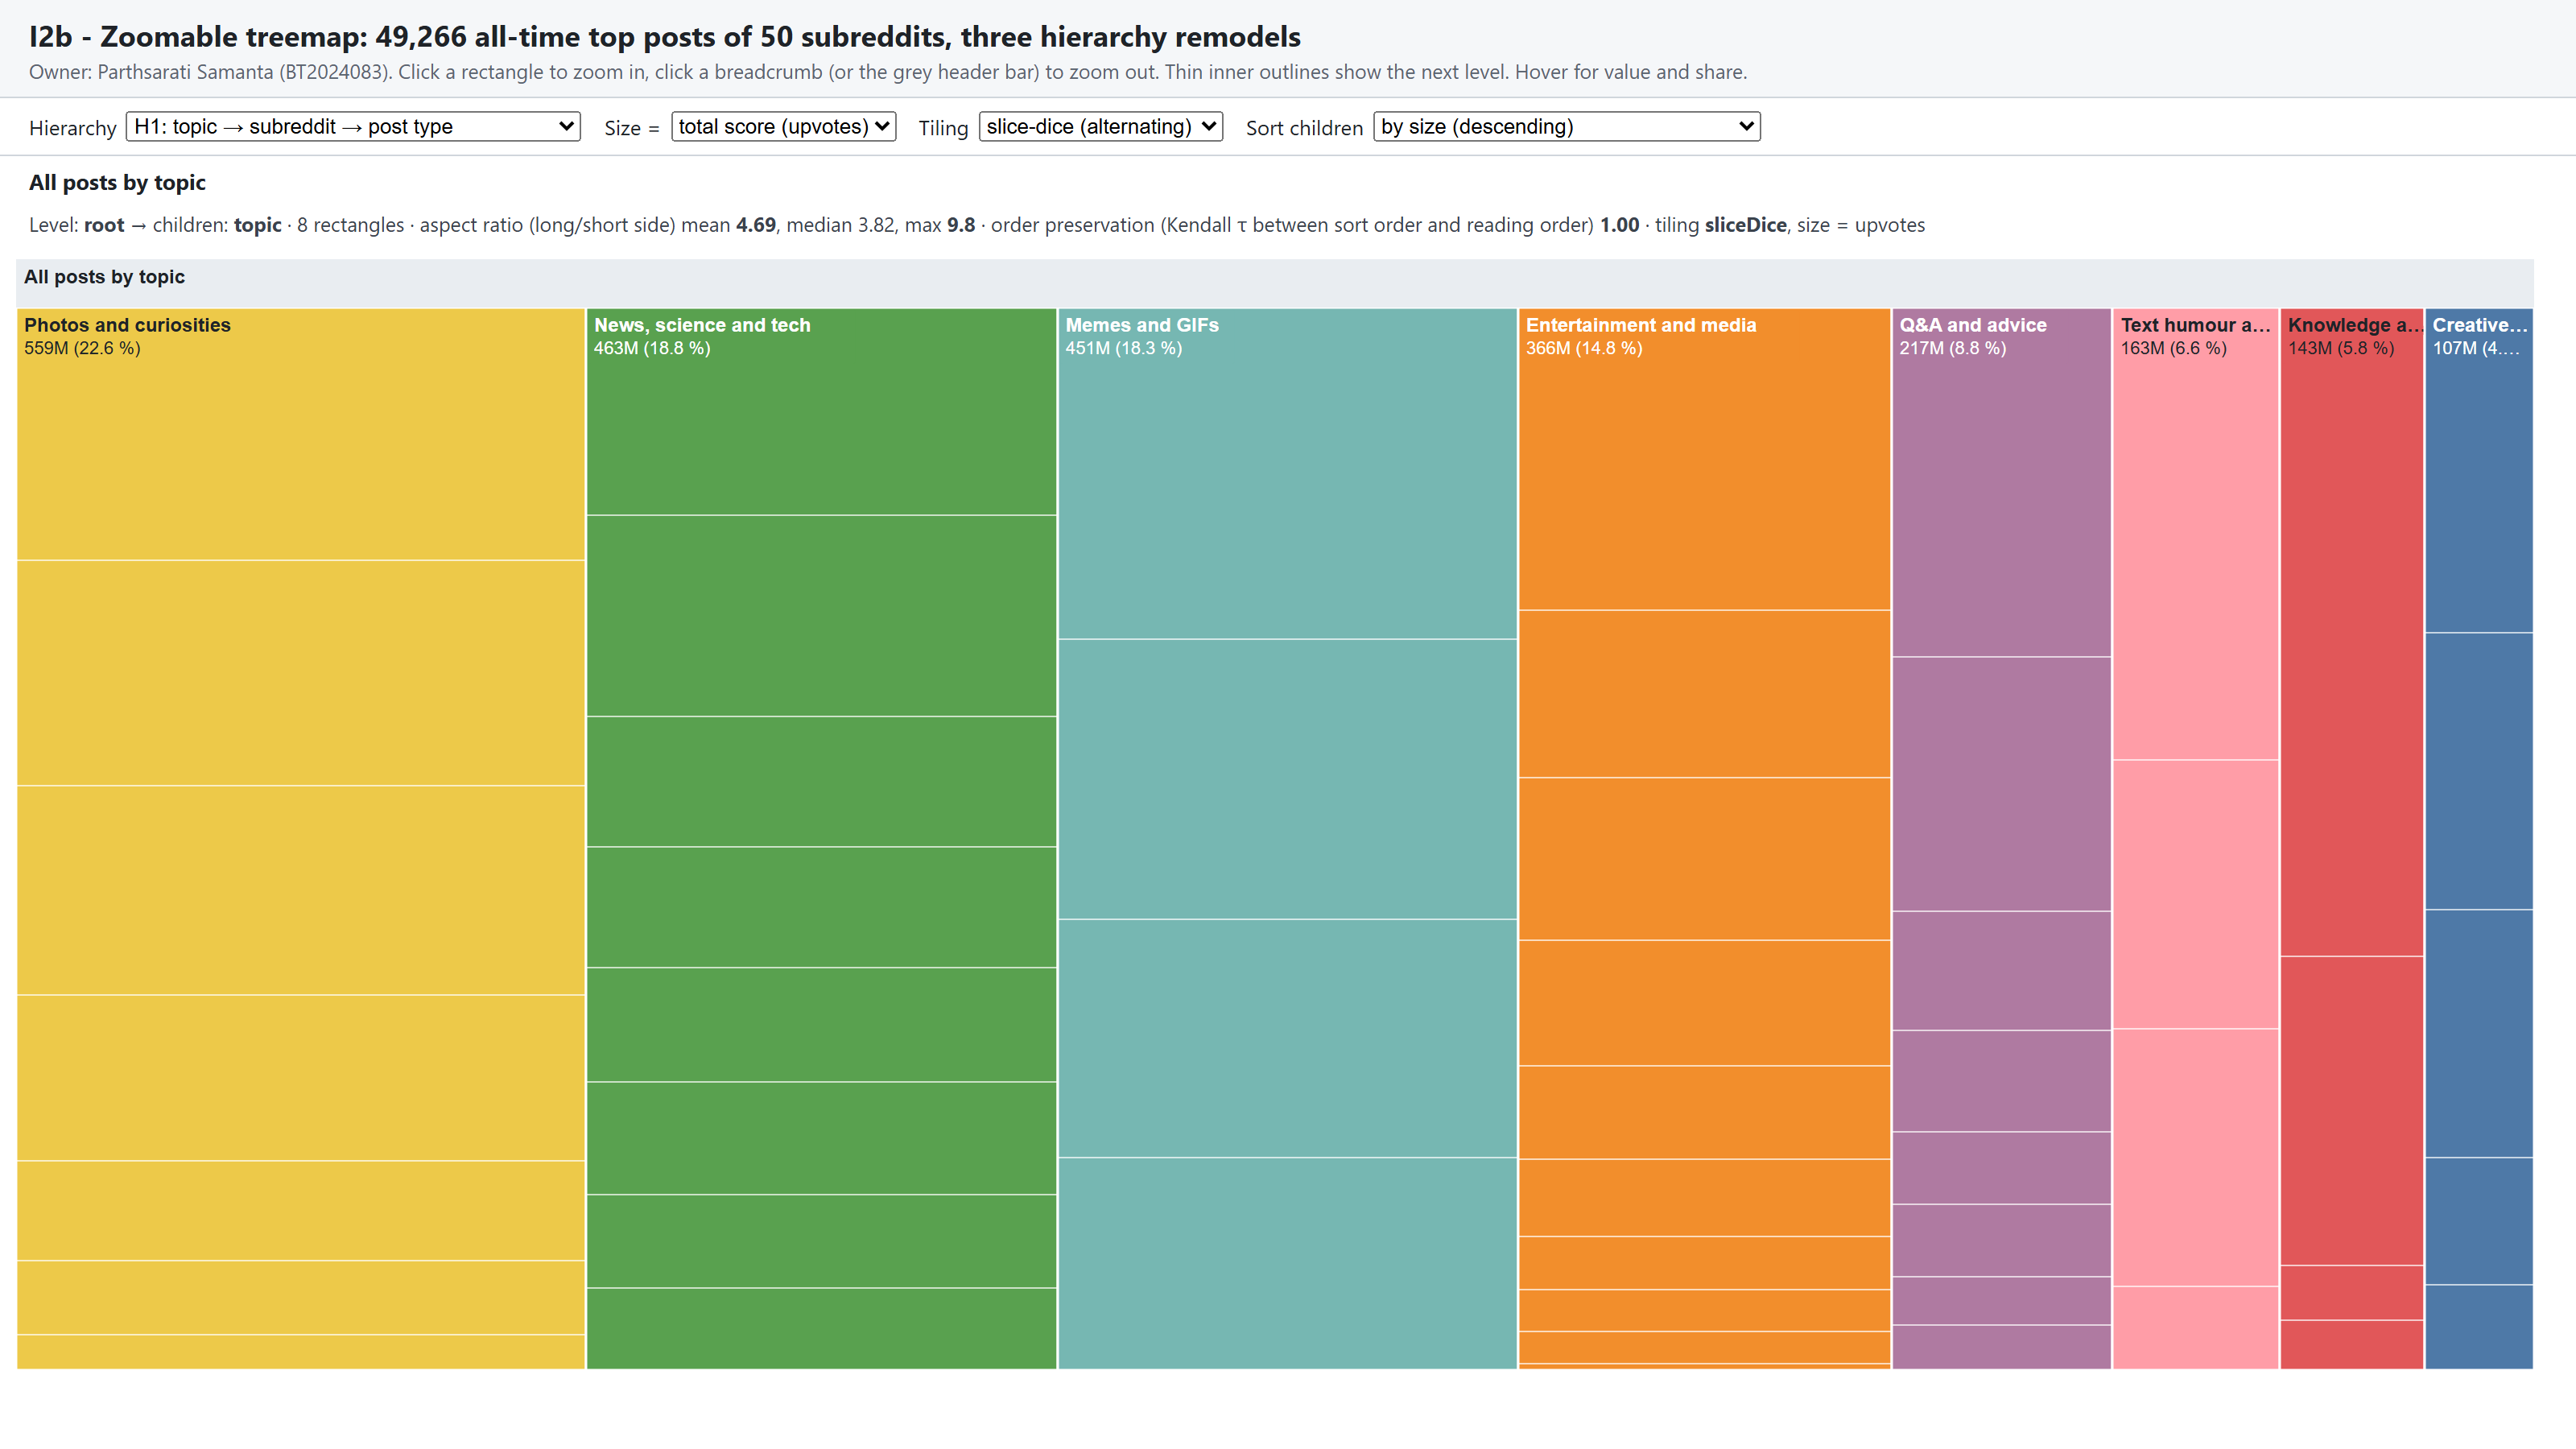 I2b - Zoomable treemap: 49,266 all-time top posts of 50 subreddits, three hierarchy remodels
Owner: Parthsarati Samanta (BT2024083). Click a rectangle to zoom in, click a breadcrumb (or the grey header bar) to zoom out. Thin inner outlines show the next level. Hover for value and share.
Hierarchy H1: topic → subreddit → post type Size = total score (upvotes) Tiling slice-dice (alternating) Sort children by size (descending)
All posts by topic
Level: root → children: topic · 8 rectangles · aspect ratio (long/short side) mean 4.69, median 3.82, max 9.8 · order preservation (Kendall τ between sort order and reading order) 1.00 · tiling sliceDice, size = upvotes
All posts by topic
Photos and curiosities
559M (22.6 %)
News, science and tech
463M (18.8 %)
Memes and GIFs
451M (18.3 %)
Entertainment and media
366M (14.8 %)
Q&A and advice
217M (8.8 %)
Text humour a…
163M (6.6 %)
Knowledge a…
143M (5.8 %)
Creative…
107M (4.…